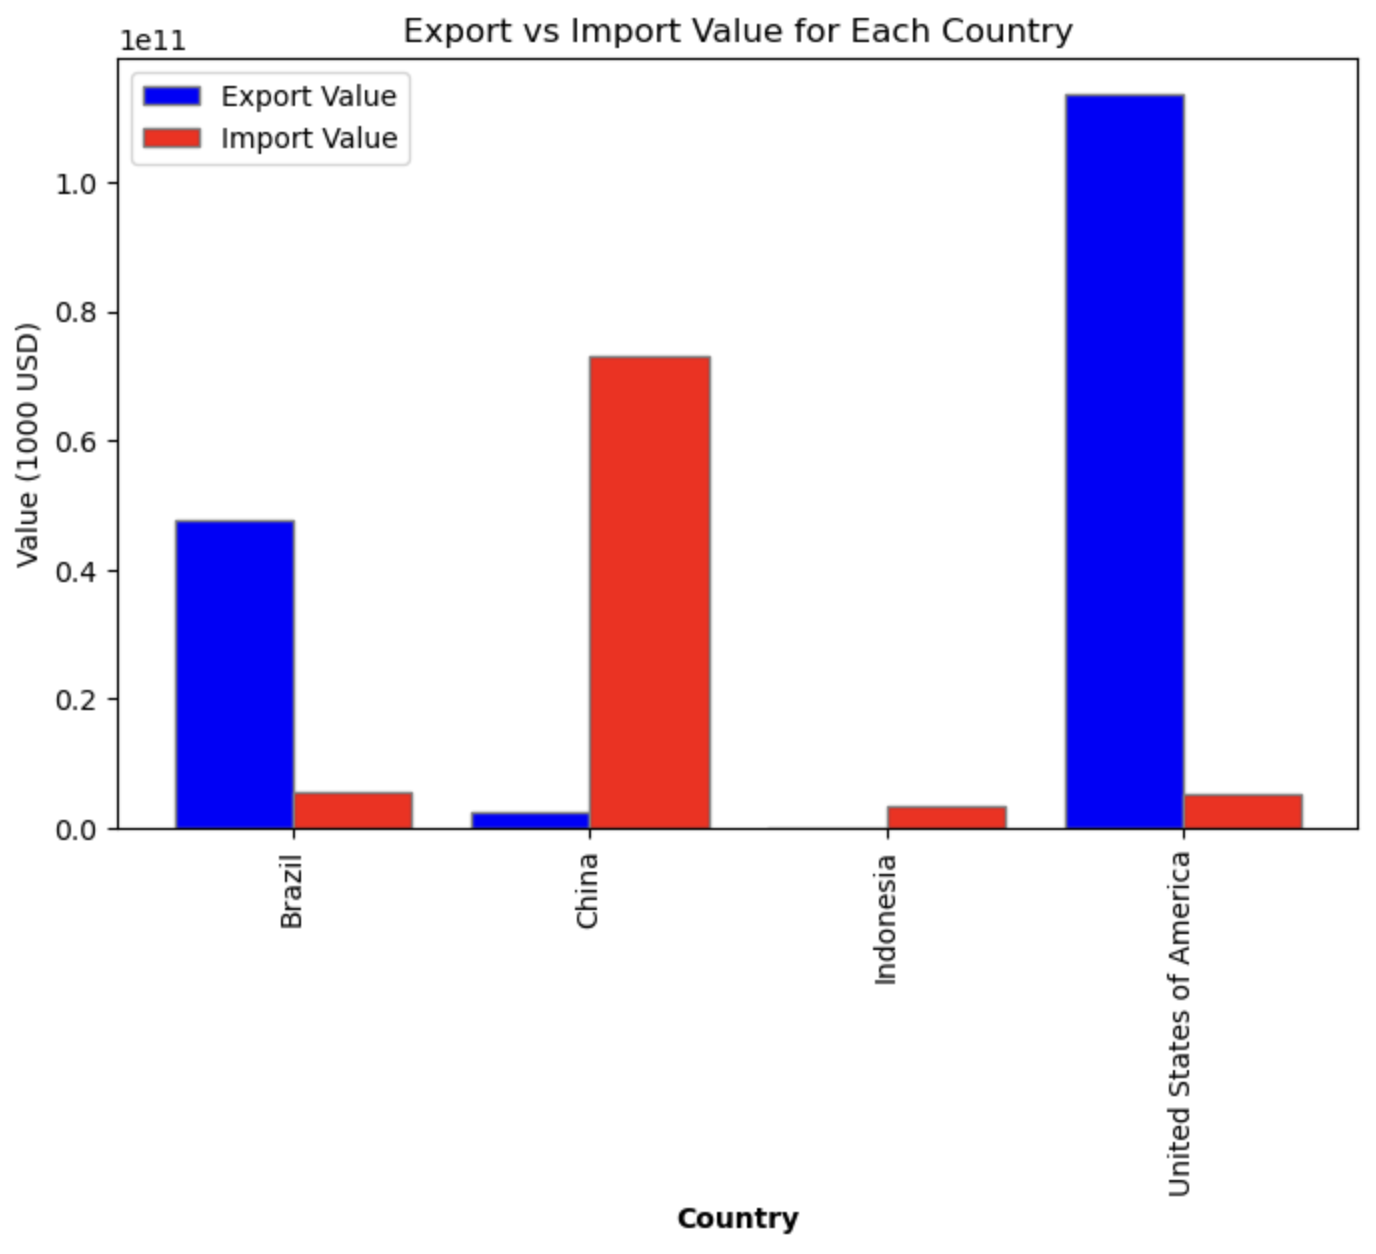 Export vs Import Value for Each Country
1e11
Export Value
Import Value
1.0
0.8
0.6
0.4
0.2
0.0
Value (1000 USD)
Brazil
China
Indonesia
United States of America
Country